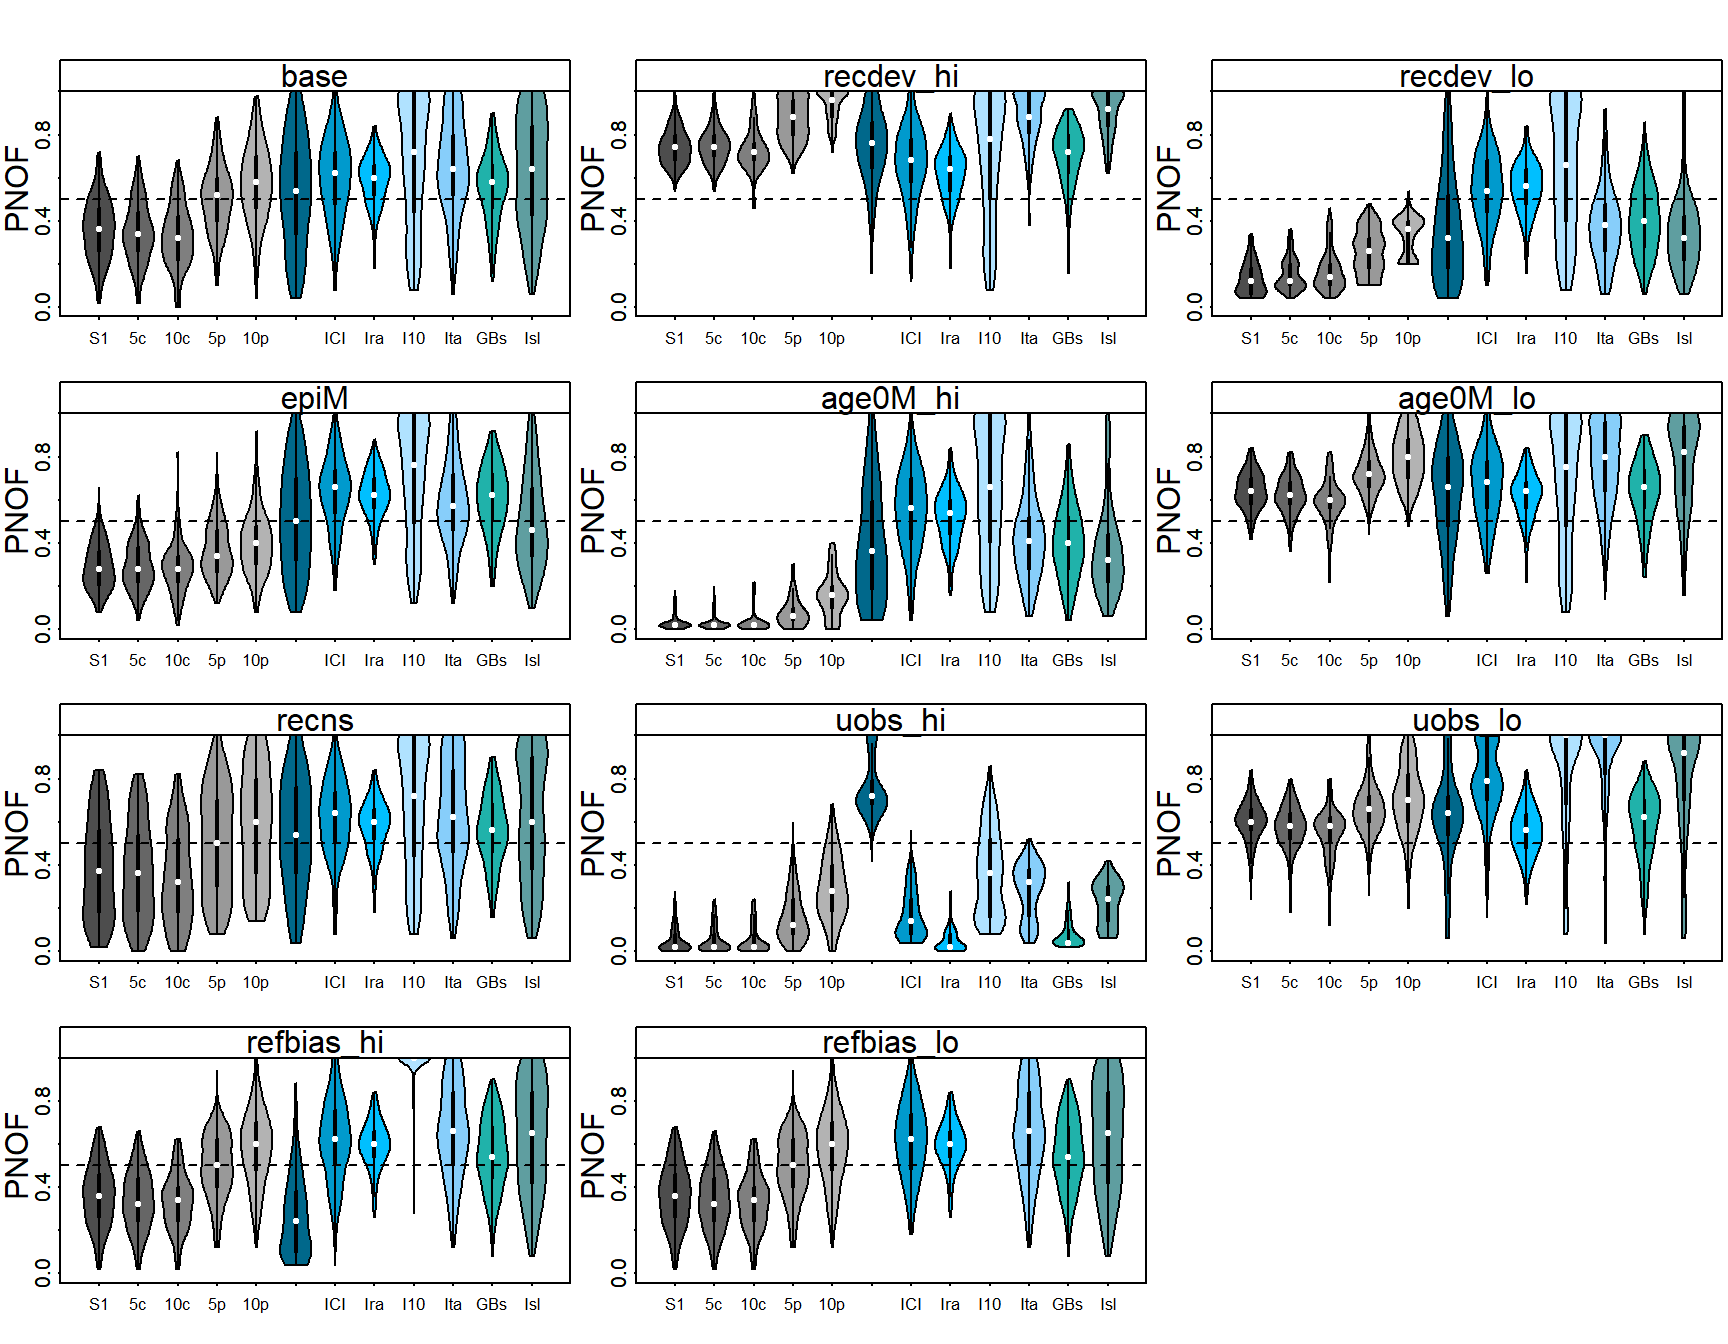 base
recdev_hi
recdev_lo
PNOF
0.0 0.4 0.8
S1 5c 10c 5p 10p ICI Ira I10 Ita GBs Isl
PNOF
0.0 0.4 0.8
ICI Ira I10 Ita GBs Isl
S1 5c 10c 5p 10p
PNOF
0.0 0.4 0.8
S1 5c 10c 5p 10p ICI Ira I10 Ita GBs Isl
epiM
age0M_hi
age0M_lo
PNOF
0.0 0.4 0.8
S1 5c 10c 5p 10p ICI Ira I10 Ita GBs Isl
PNOF
0.0 0.4 0.8
S1 5c 10c 5p 10p ICI Ira I10 Ita GBs Isl
PNOF
0.0 0.4 0.8
S1 5c 10c 5p 10p ICI Ira I10 Ita GBs Isl
recns
uobs_hi
uobs_lo
PNOF
0.0 0.4 0.8
S1 5c 10c 5p 10p ICI Ira I10 Ita GBs Isl
PNOF
0.0 0.4 0.8
S1 5c 10c 5p 10p ICI Ira I10 Ita GBs Isl
PNOF
0.0 0.4 0.8
S1 5c 10c 5p 10p ICI Ira I10 Ita GBs Isl
refbias_hi
refbias_lo
PNOF
0.0 0.4 0.8
S1 5c 10c 5p 10p ICI Ira I10 Ita GBs Isl
PNOF
0.0 0.4 0.8
S1 5c 10c 5p 10p ICI Ira I10 Ita GBs Isl